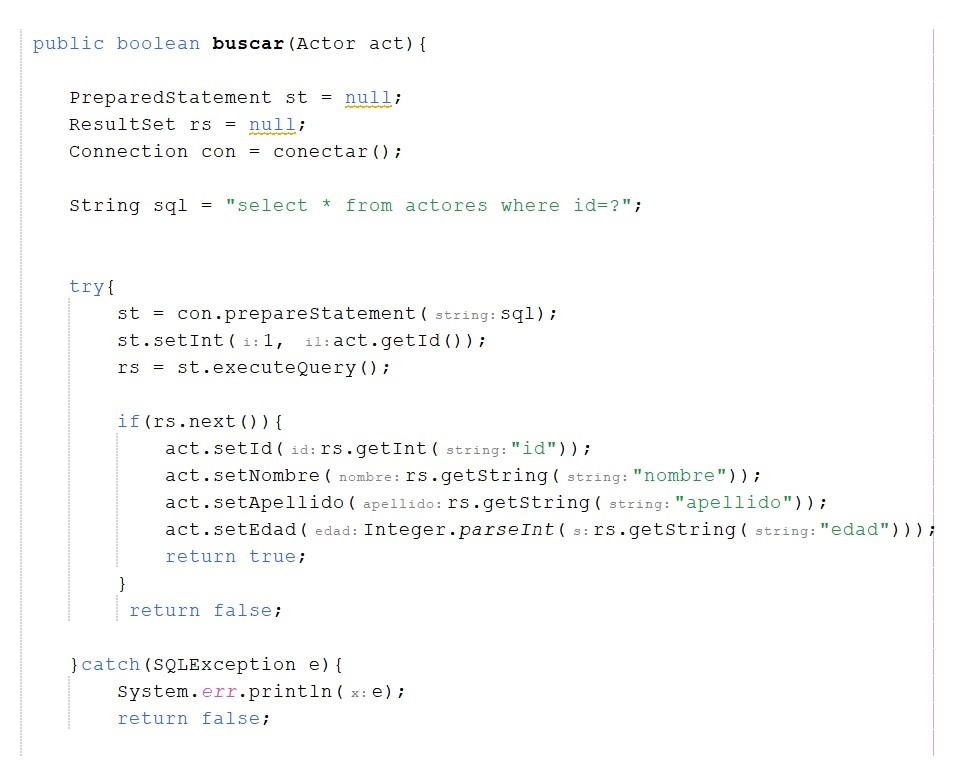 public boolean buscar(Actor act){
PreparedStatement st = null;
ResultSet rs = null;
Connection con = conectar();
String sql = "select * from actores where id=?";
try{
st = con.prepareStatement( string: sql);
st.setInt( i: 1,  i1: act.getId());
rs = st.executeQuery();
if(rs.next()){
act.setId( id: rs.getInt( string: "id"));
act.setNombre( nombre: rs.getString( string: "nombre"));
act.setApellido( apellido: rs.getString( string: "apellido"));
act.setEdad( edad: Integer.parseInt( s: rs.getString( string: "edad")));
return true;
}
return false;
}catch(SQLException e){
System.err.println( x: e);
return false;